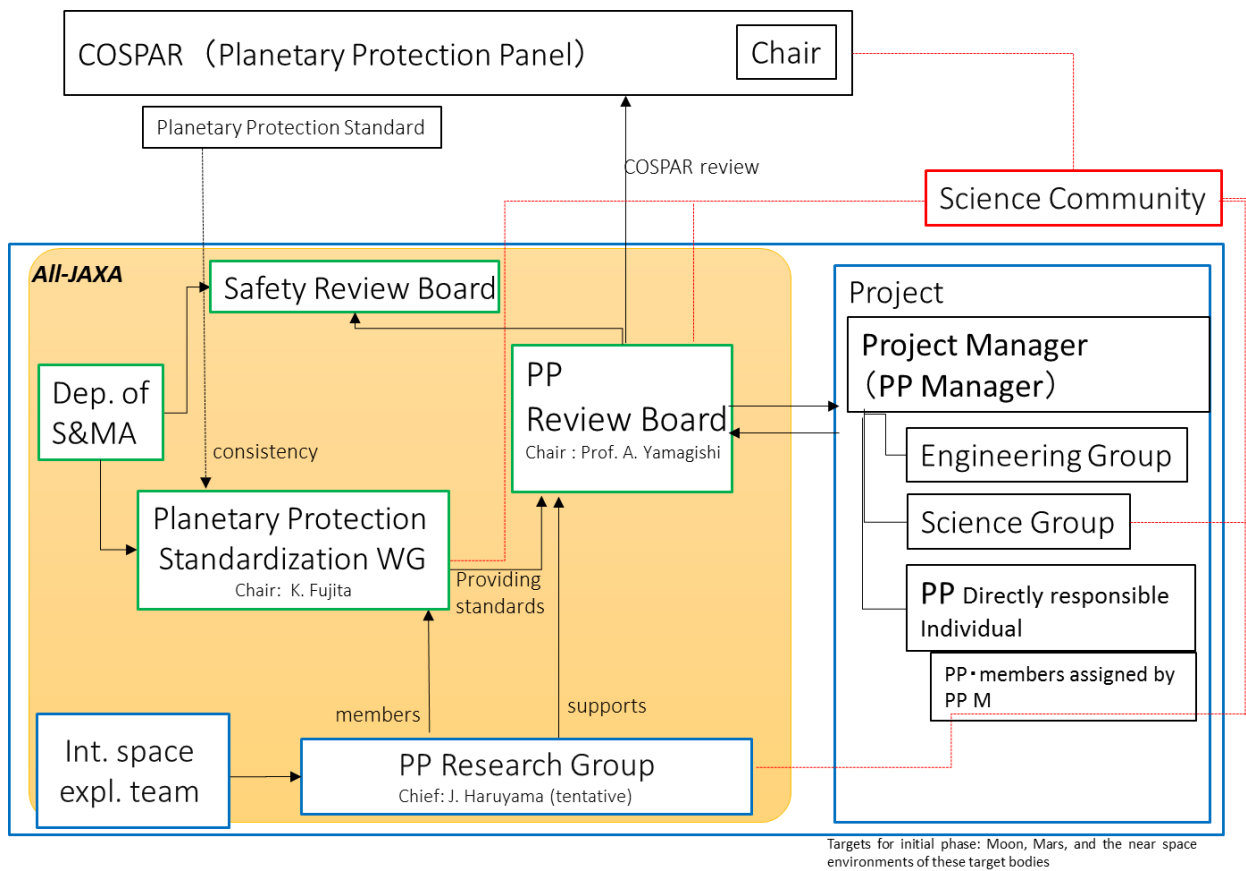 COSPAR（Planetary Protection Panel）
Chair
Planetary Protection Standard
COSPAR review
Science Community
All-JAXA
Safety Review Board
Dep. of
S&MA
consistency
PP
Review Board
Chair : Prof. A. Yamagishi
Planetary Protection
Standardization WG
Chair: K. Fujita
Providing
standards
members
supports
Int. space
expl. team
PP Research Group
Chief: J. Haruyama (tentative)
Project
Project Manager
（PP Manager）
Engineering Group
Science Group
PP Directly responsible
Individual
PP・members assigned by
PP M
Targets for initial phase: Moon, Mars, and the near space
environments of these target bodies